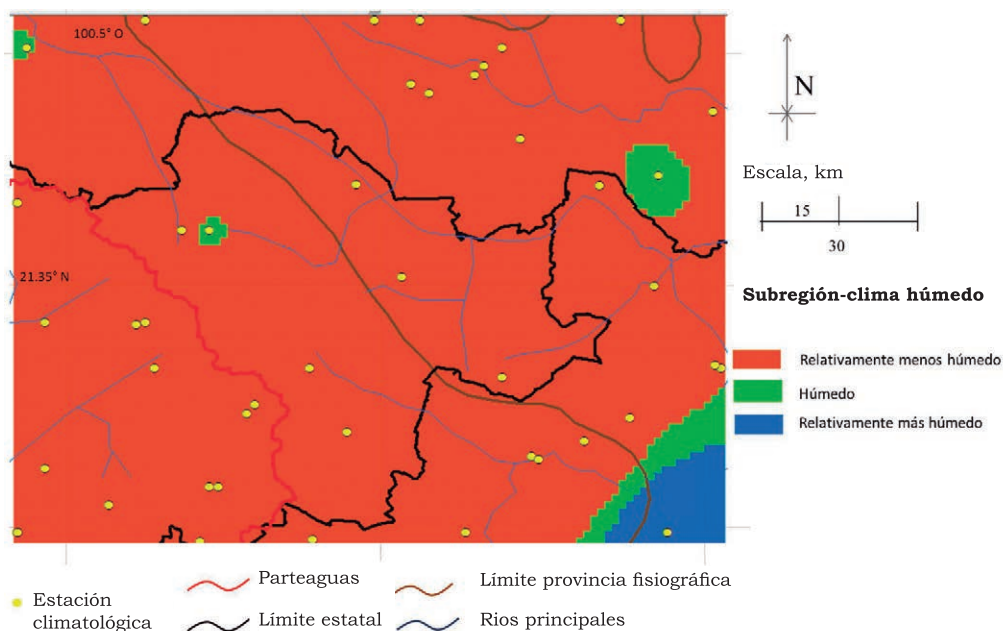 100.5° O
21.35° N
N
Escala, km
15
30
Subregión-clima húmedo
Relativamente menos húmedo
Húmedo
Relativamente más húmedo
Estación
climatológica
Parteaguas
Límite estatal
Límite provincia fisiográfica
Rios principales